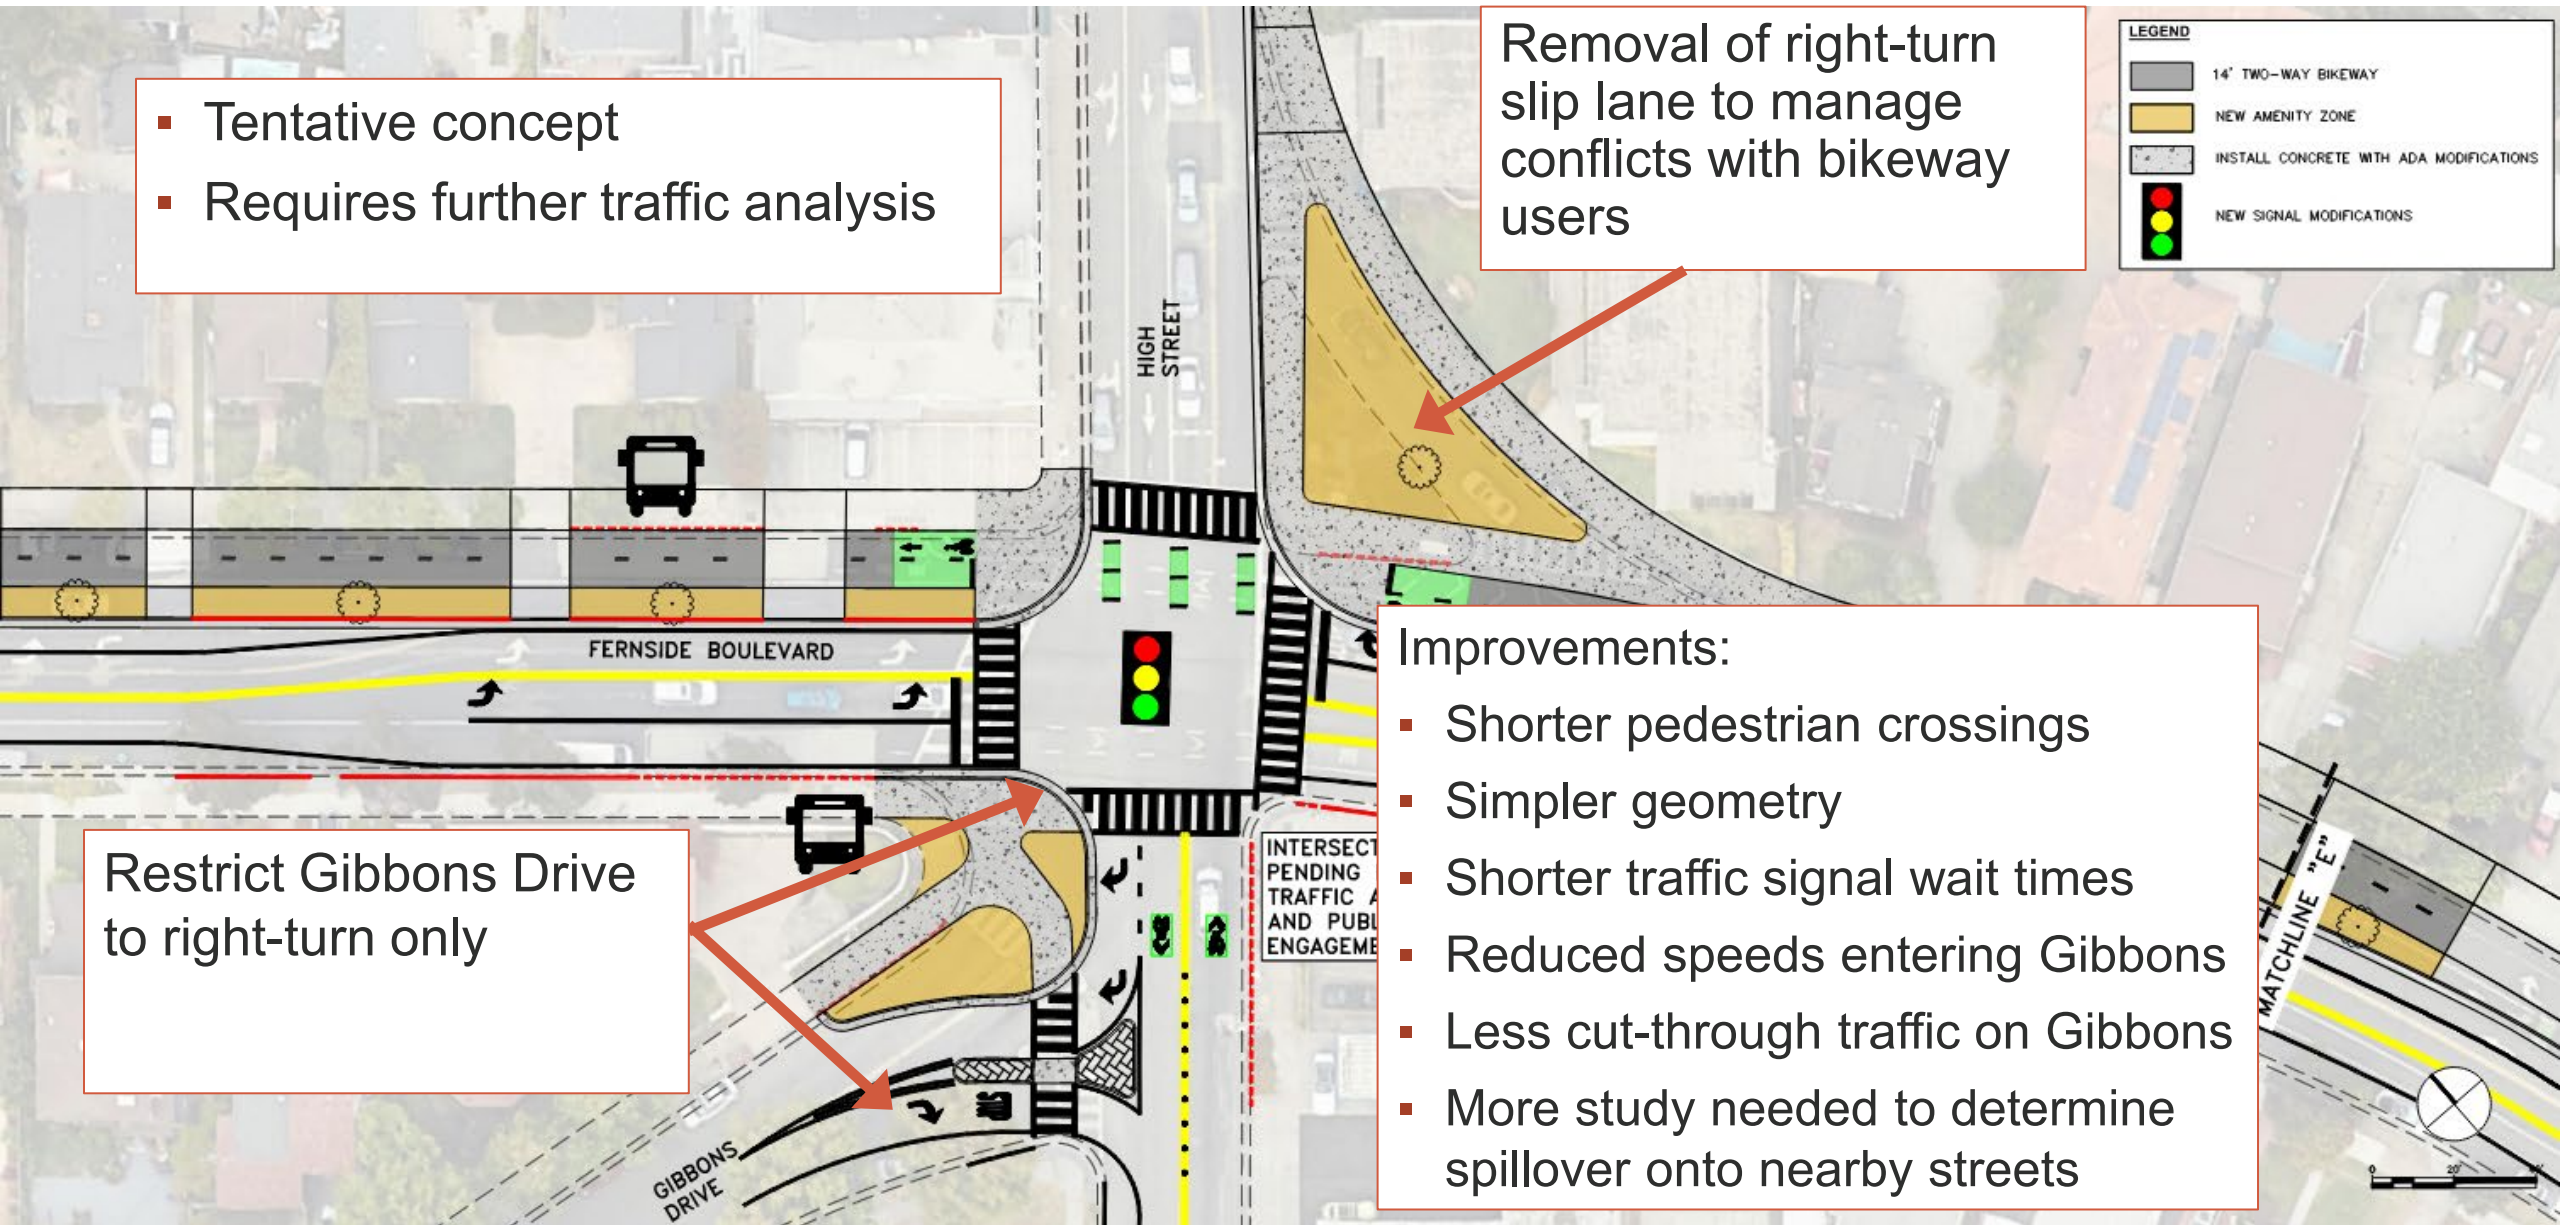 ▪ Tentative concept
▪ Requires further traffic analysis
Removal of right-turn
slip lane to manage
conflicts with bikeway
users
LEGEND
14' TWO-WAY BIKEWAY
NEW AMENITY ZONE
INSTALL CONCRETE WITH ADA MODIFICATIONS
NEW SIGNAL MODIFICATIONS
HIGH
STREET
FERNSIDE BOULEVARD
Restrict Gibbons Drive
to right-turn only
INTERSECT
PENDING
TRAFFIC A
AND PUBL
ENGAGEME
Improvements:
▪ Shorter pedestrian crossings
▪ Simpler geometry
▪ Shorter traffic signal wait times
▪ Reduced speeds entering Gibbons
▪ Less cut-through traffic on Gibbons
▪ More study needed to determine
spillover onto nearby streets
MATCHLINE "E"
GIBBONS
DRIVE
0 20'